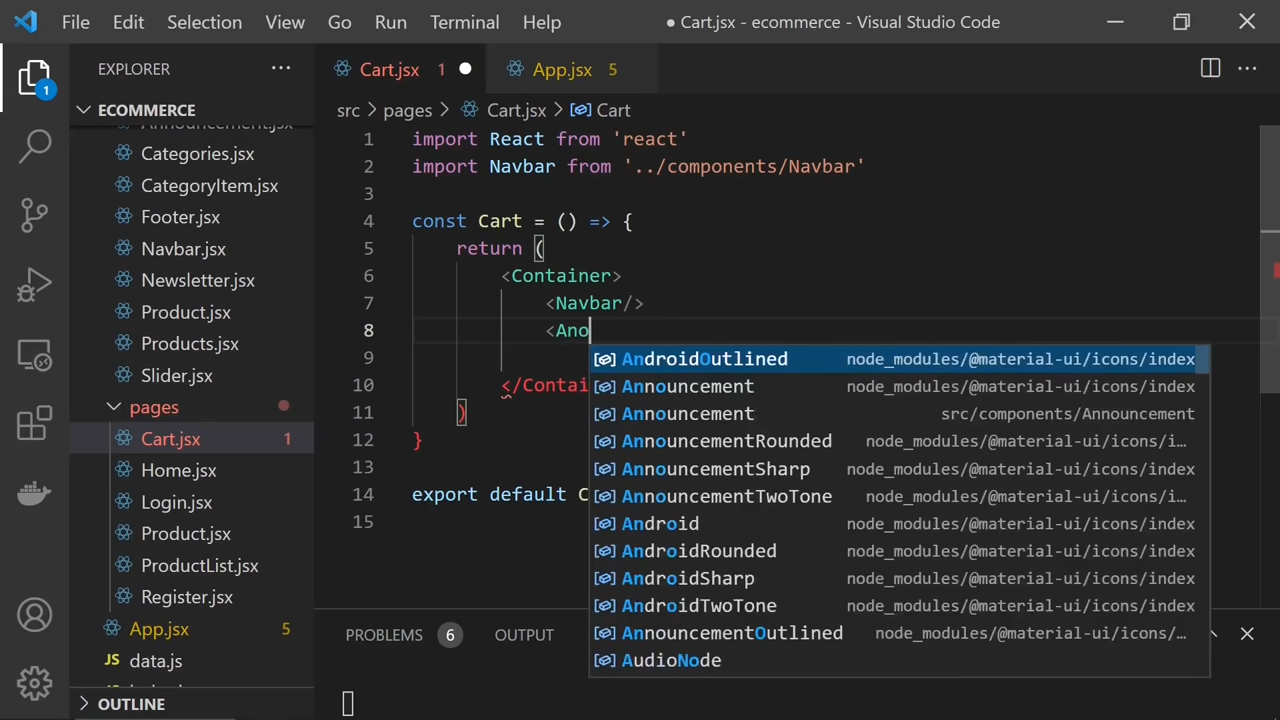 File Edit Selection View Go Run Terminal Help ● Cart.jsx - ecommerce - Visual Studio Code
EXPLORER ···
Cart.jsx 1
App.jsx 5
1
ECOMMERCE
src > pages > Cart.jsx > Cart
Announcement.jsx
Categories.jsx
CategoryItem.jsx
Footer.jsx
Navbar.jsx
Newsletter.jsx
Product.jsx
Products.jsx
Slider.jsx
pages
Cart.jsx 1
Home.jsx
Login.jsx
Product.jsx
ProductList.jsx
Register.jsx
App.jsx 5
JS data.js
OUTLINE
1 import React from 'react'
2 import Navbar from '../components/Navbar'
3
4 const Cart = () => {
5 return (
6 <Container>
7 <Navbar/>
8 <Ano
9
10 </Contai
11 )
12 }
13
14 export default C
15
AndroidOutlined node_modules/@material-ui/icons/index
Announcement node_modules/@material-ui/icons/index
Announcement src/components/Announcement
AnnouncementRounded node_modules/@material-ui/icons/i…
AnnouncementSharp node_modules/@material-ui/icons/i…
AnnouncementTwoTone node_modules/@material-ui/icons/i…
Android node_modules/@material-ui/icons/index
AndroidRounded node_modules/@material-ui/icons/index
AndroidSharp node_modules/@material-ui/icons/index
AndroidTwoTone node_modules/@material-ui/icons/index
AnnouncementOutlined node_modules/@material-ui/icons/…
AudioNode
PROBLEMS 6 OUTPUT